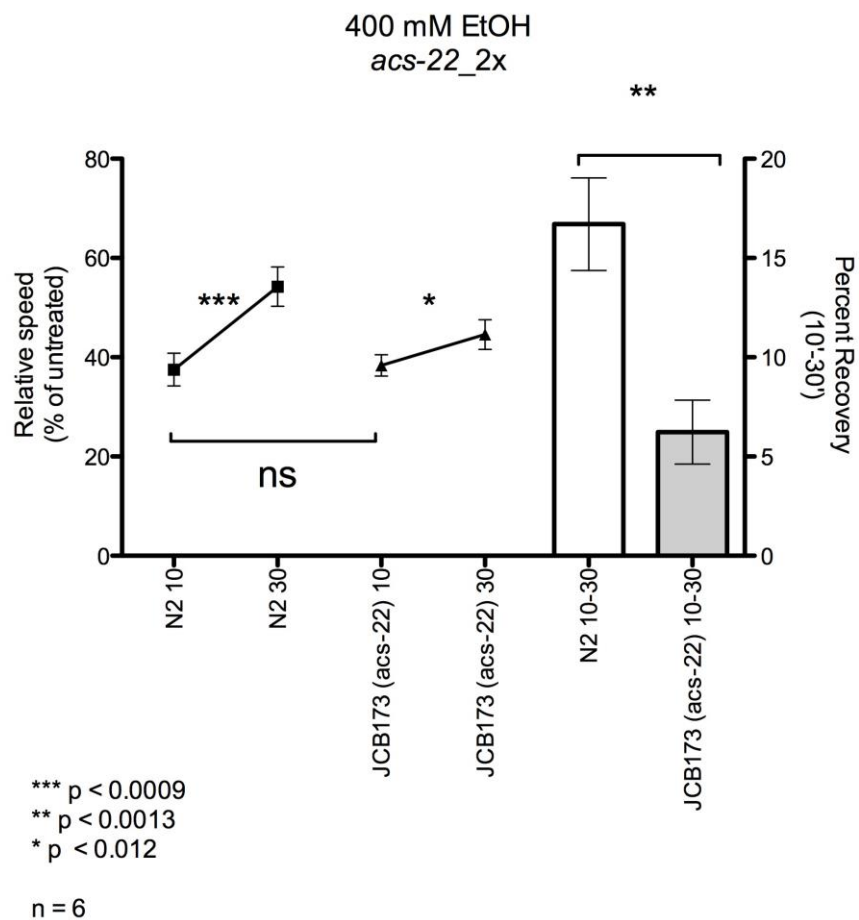 400 mM EtOH
acs-22_2x
**
80
60
40
20
0
Relative speed
(% of untreated)
***
*
ns
20
15
10
5
0
Percent Recovery
(10'-30')
N2 10
N2 30
JCB173 (acs-22) 10
JCB173 (acs-22) 30
N2 10-30
JCB173 (acs-22) 10-30
*** p < 0.0009
** p < 0.0013
* p < 0.012
n = 6